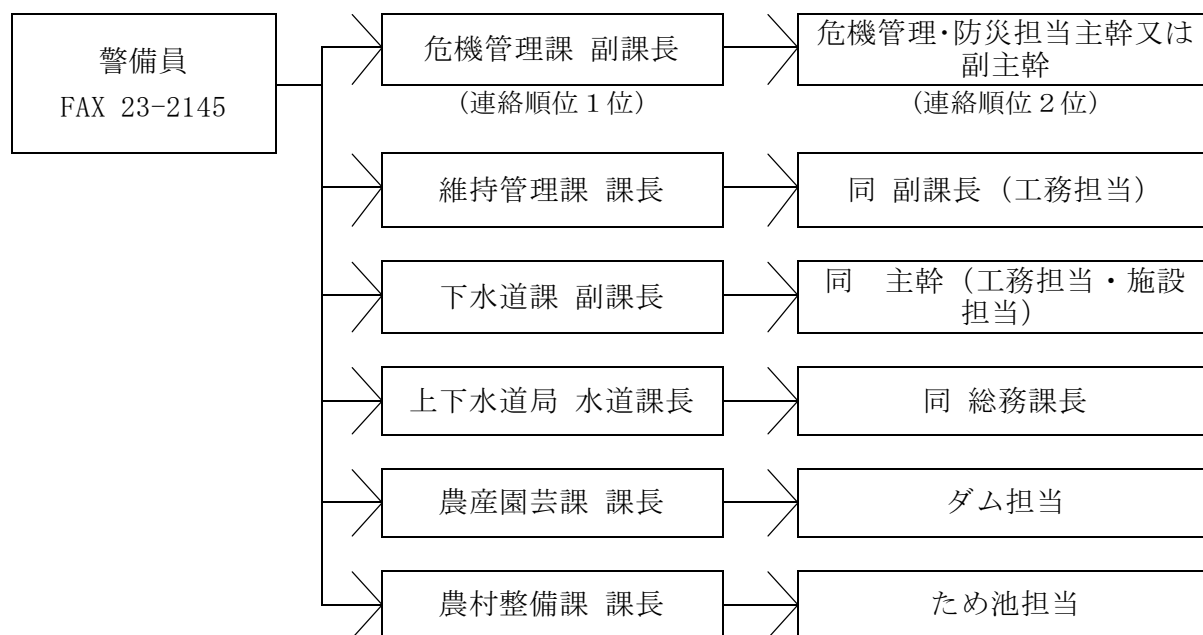 警備員
FAX 23-2145
危機管理課 副課長
(連絡順位1位)
危機管理・防災担当主幹又は
副主幹
(連絡順位2位)
維持管理課 課長
同 副課長(工務担当)
下水道課 副課長
同 主幹(工務担当・施設
担当)
上下水道局 水道課長
同 総務課長
農産園芸課 課長
ダム担当
農村整備課 課長
ため池担当